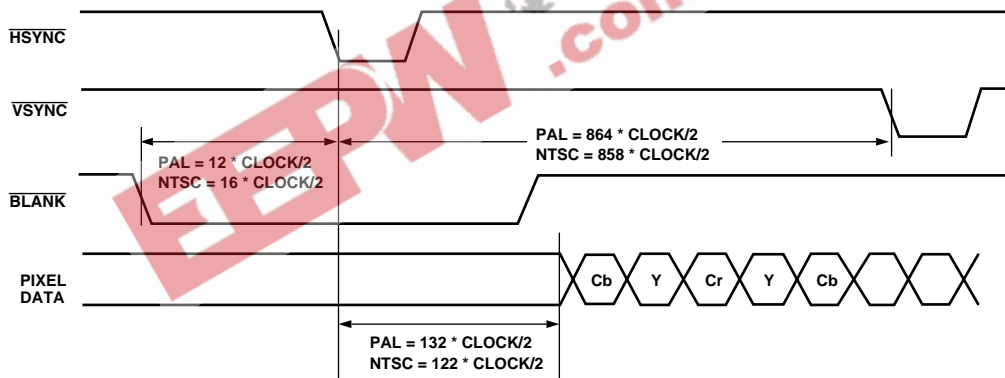 HSYNC
VSYNC
PAL = 864 * CLOCK/2
NTSC = 858 * CLOCK/2
PAL = 12 * CLOCK/2
NTSC = 16 * CLOCK/2
BLANK
PIXEL
DATA
Cb Y Cr Y Cb
PAL = 132 * CLOCK/2
NTSC = 122 * CLOCK/2
EEPW.com